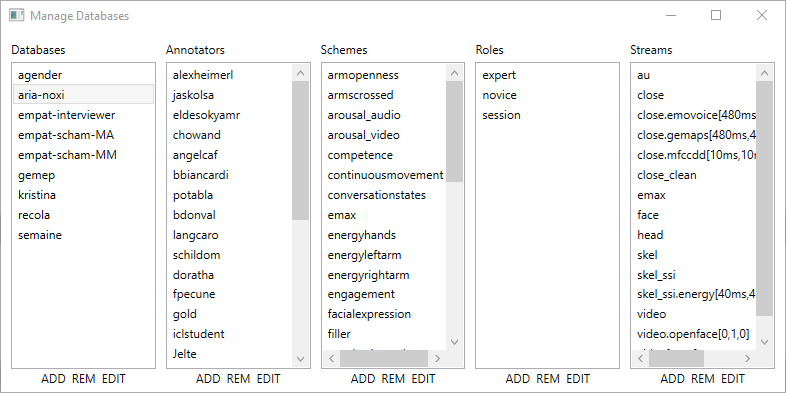 Manage Databases
Databases
agender
aria-noxi
empat-interviewer
empat-scham-MA
empat-scham-MM
gemep
kristina
recola
semaine
ADD REM EDIT
Annotators
alexheimerl
jaskolsa
eldesokyamr
chowand
angelcaf
bbiancardi
potabla
bdonval
langcaro
schildom
doratha
fpecune
gold
iclstudent
Jelte
ADD REM EDIT
Schemes
armopenness
armscrossed
arousal_audio
arousal_video
competence
continuousmovement
conversationstates
emax
energyhands
energyleftarm
energyrightarm
engagement
facialexpression
filler
ADD REM EDIT
Roles
expert
novice
session
ADD REM EDIT
Streams
au
close
close.emovoice[480ms
close.gemaps[480ms,4
close.mfccdd[10ms,10m
close_clean
emax
face
head
skel
skel_ssi
skel_ssi.energy[40ms,4
video
video.openface[0,1,0]
ADD REM EDIT